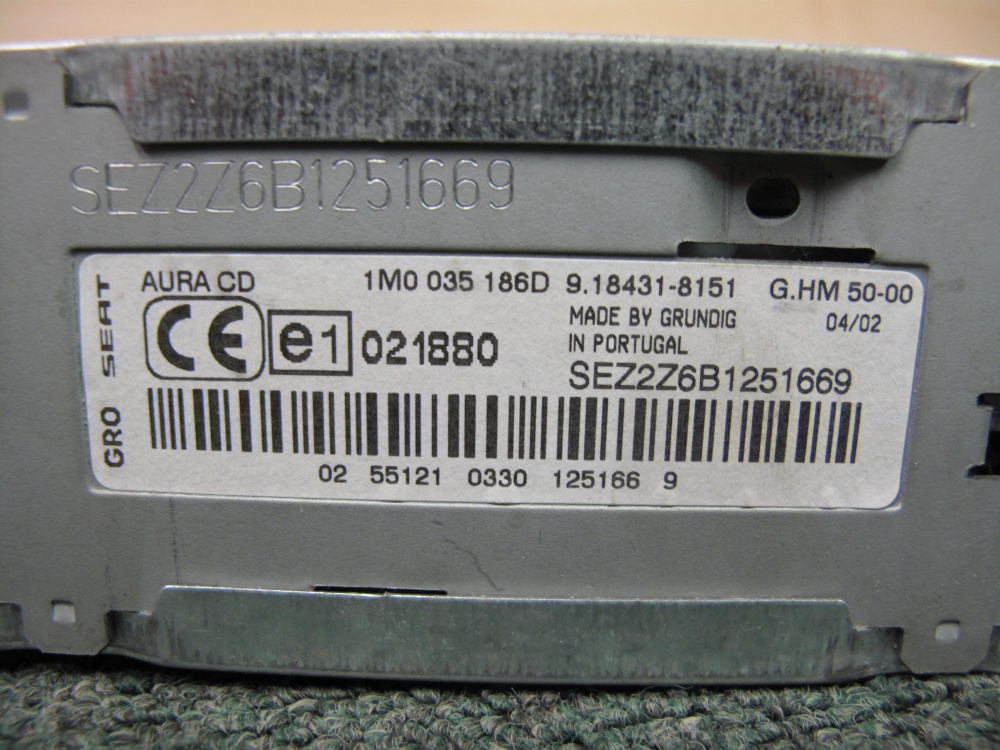 SEZ2Z6B1251669
GRO SEAT
AURA CD 1M0 035 186D 9.18431-8151 G.HM 50-00
MADE BY GRUNDIG 04/02
CE e1 021880 IN PORTUGAL
SEZ2Z6B1251669
02 55121 0330 125166 9